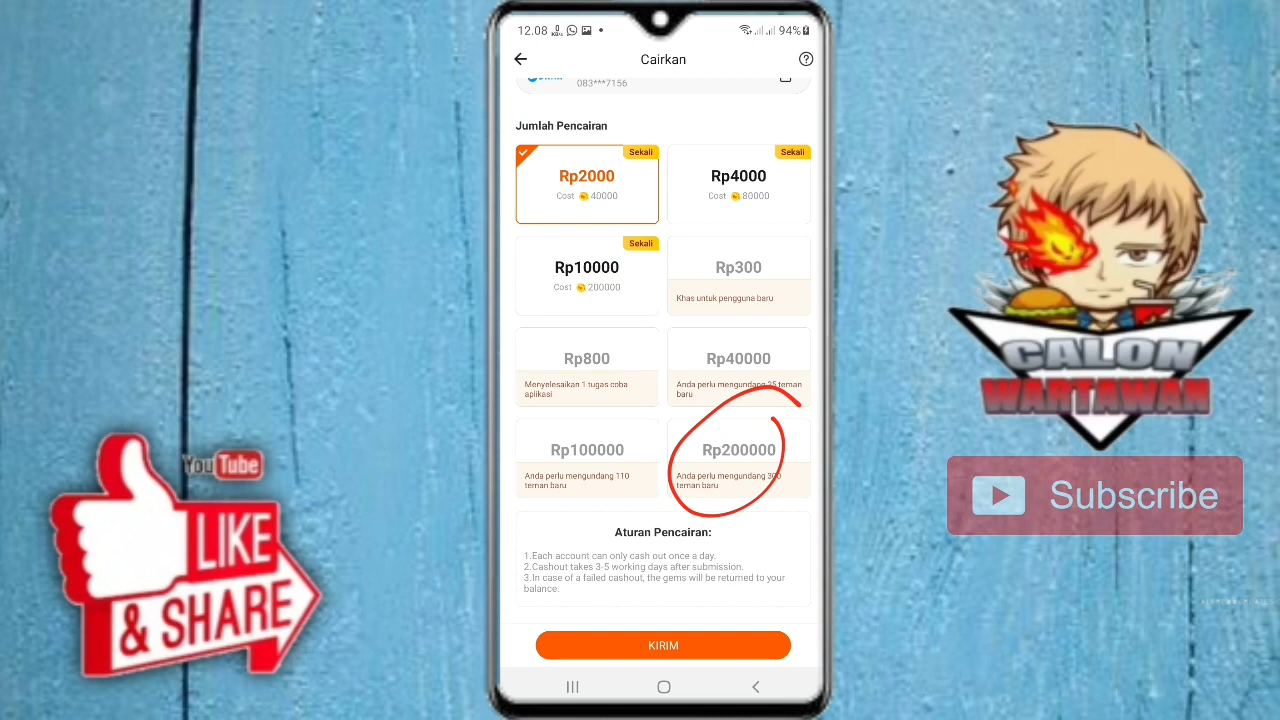 12.08
94%
Cairkan
083***7156
Jumlah Pencairan
Sekali
Rp2000
Cost 40000
Sekali
Rp4000
Cost 80000
Sekali
Rp10000
Cost 200000
Rp300
Khas untuk pengguna baru
Rp800
Menyelesaikan 1 tugas coba
aplikasi
Rp40000
Anda perlu mengundang 35 teman
baru
Rp100000
Anda perlu mengundang 110
teman baru
Rp200000
Anda perlu mengundang 300
teman baru
Aturan Pencairan:
1.Each account can only cash out once a day.
2.Cashout takes 3-5 working days after submission.
3.In case of a failed cashout, the gems will be returned to your
balance.
KIRIM
YouTube
LIKE
& SHARE
CALON
WARTAWAN
Subscribe